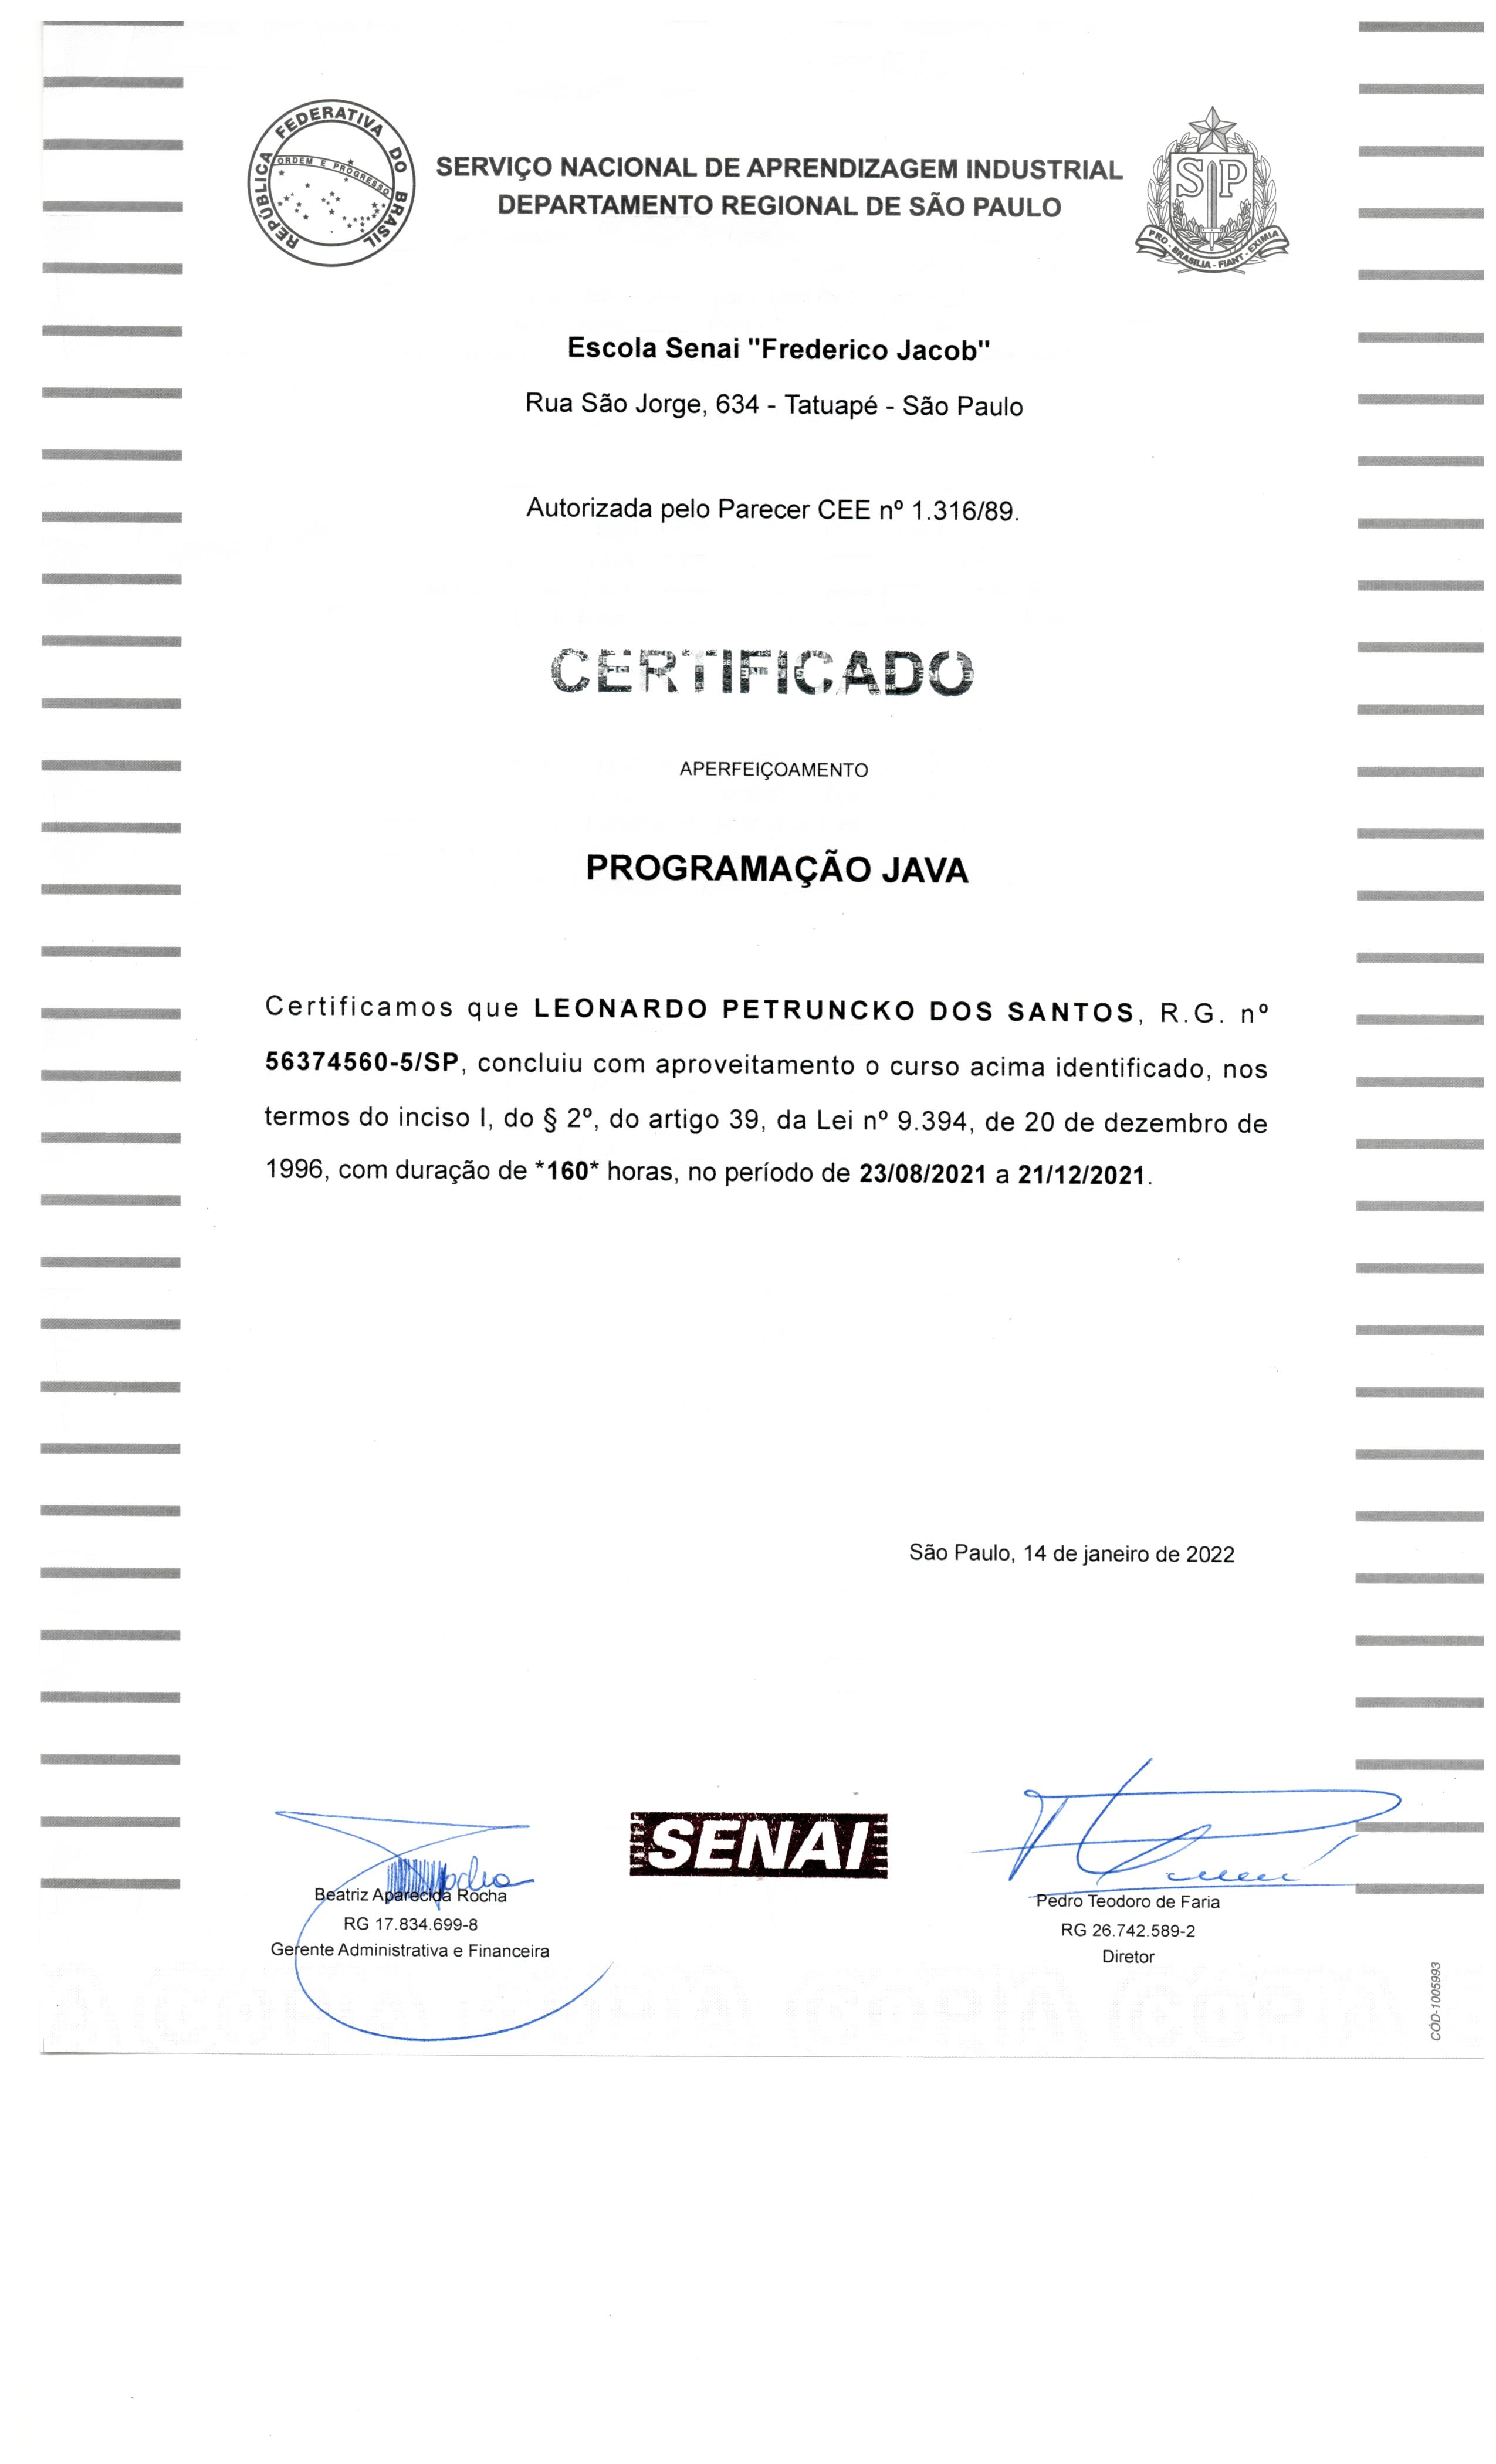 REPÚBLICA FEDERATIVA DO BRASIL
ORDEM E PROGRESSO
SERVIÇO NACIONAL DE APRENDIZAGEM INDUSTRIAL
DEPARTAMENTO REGIONAL DE SÃO PAULO
SP
PRO - BRASILIA - FIANT - EXIMIA
Escola Senai "Frederico Jacob"
Rua São Jorge, 634 - Tatuapé - São Paulo
Autorizada pelo Parecer CEE nº 1.316/89.
CERTIFICADO
APERFEIÇOAMENTO
PROGRAMAÇÃO JAVA
Certificamos que LEONARDO PETRUNCKO DOS SANTOS, R.G. nº
56374560-5/SP, concluiu com aproveitamento o curso acima identificado, nos
termos do inciso I, do § 2º, do artigo 39, da Lei nº 9.394, de 20 de dezembro de
1996, com duração de *160* horas, no período de 23/08/2021 a 21/12/2021.
São Paulo, 14 de janeiro de 2022
SENAI
Beatriz Aparecida Rocha
RG 17.834.699-8
Gerente Administrativa e Financeira
Pedro Teodoro de Faria
RG 26.742.589-2
Diretor
CÓD-1005993